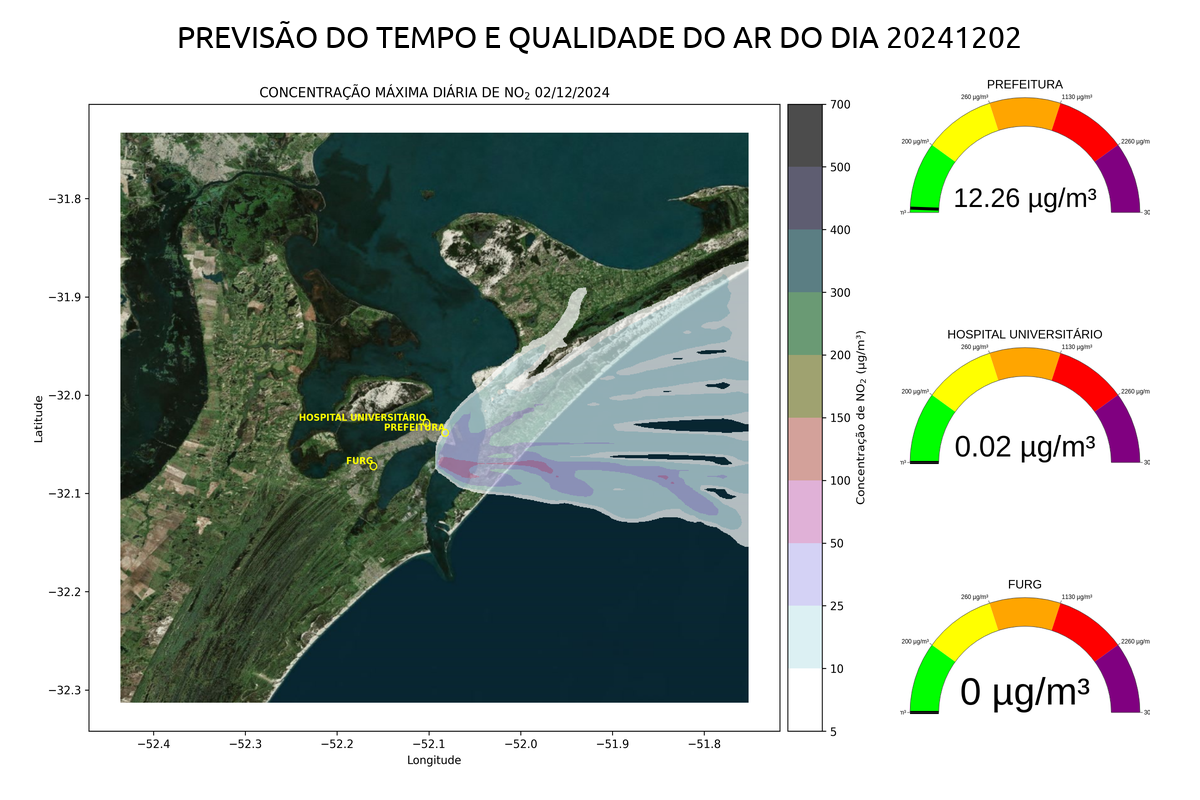 PREVISÃO DO TEMPO E QUALIDADE DO AR DO DIA 20241202
CONCENTRAÇÃO MÁXIMA DIÁRIA DE NO₂ 02/12/2024
Latitude
−31.8
−31.9
−32.0
−32.1
−32.2
−32.3
HOSPITAL UNIVERSITÁRIO
PREFEITURA
FURG
−52.4
−52.3
−52.2
−52.1
−52.0
−51.9
−51.8
Longitude
700
500
400
300
200
150
100
50
25
10
5
Concentração de NO₂ (µg/m³)
PREFEITURA
260 µg/m³
1130 µg/m³
200 µg/m³
2260 µg/m
m³
30
12.26 µg/m³
HOSPITAL UNIVERSITÁRIO
260 µg/m³
1130 µg/m³
200 µg/m³
2260 µg/m
m³
30
0.02 µg/m³
FURG
260 µg/m³
1130 µg/m³
200 µg/m³
2260 µg/m
m³
30
0 µg/m³